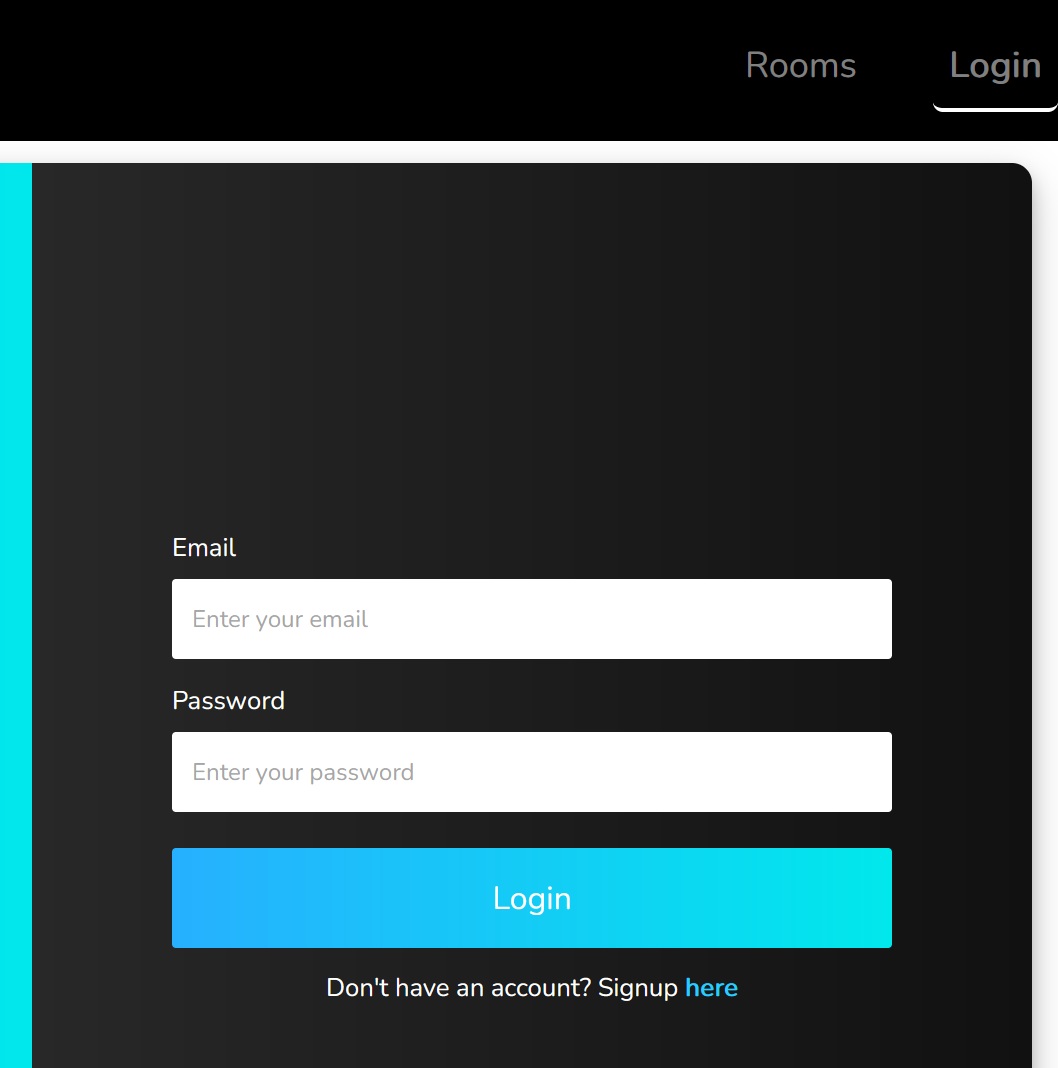 Rooms Login
Email
Enter your email
Password
Enter your password
Login
Don't have an account? Signup here